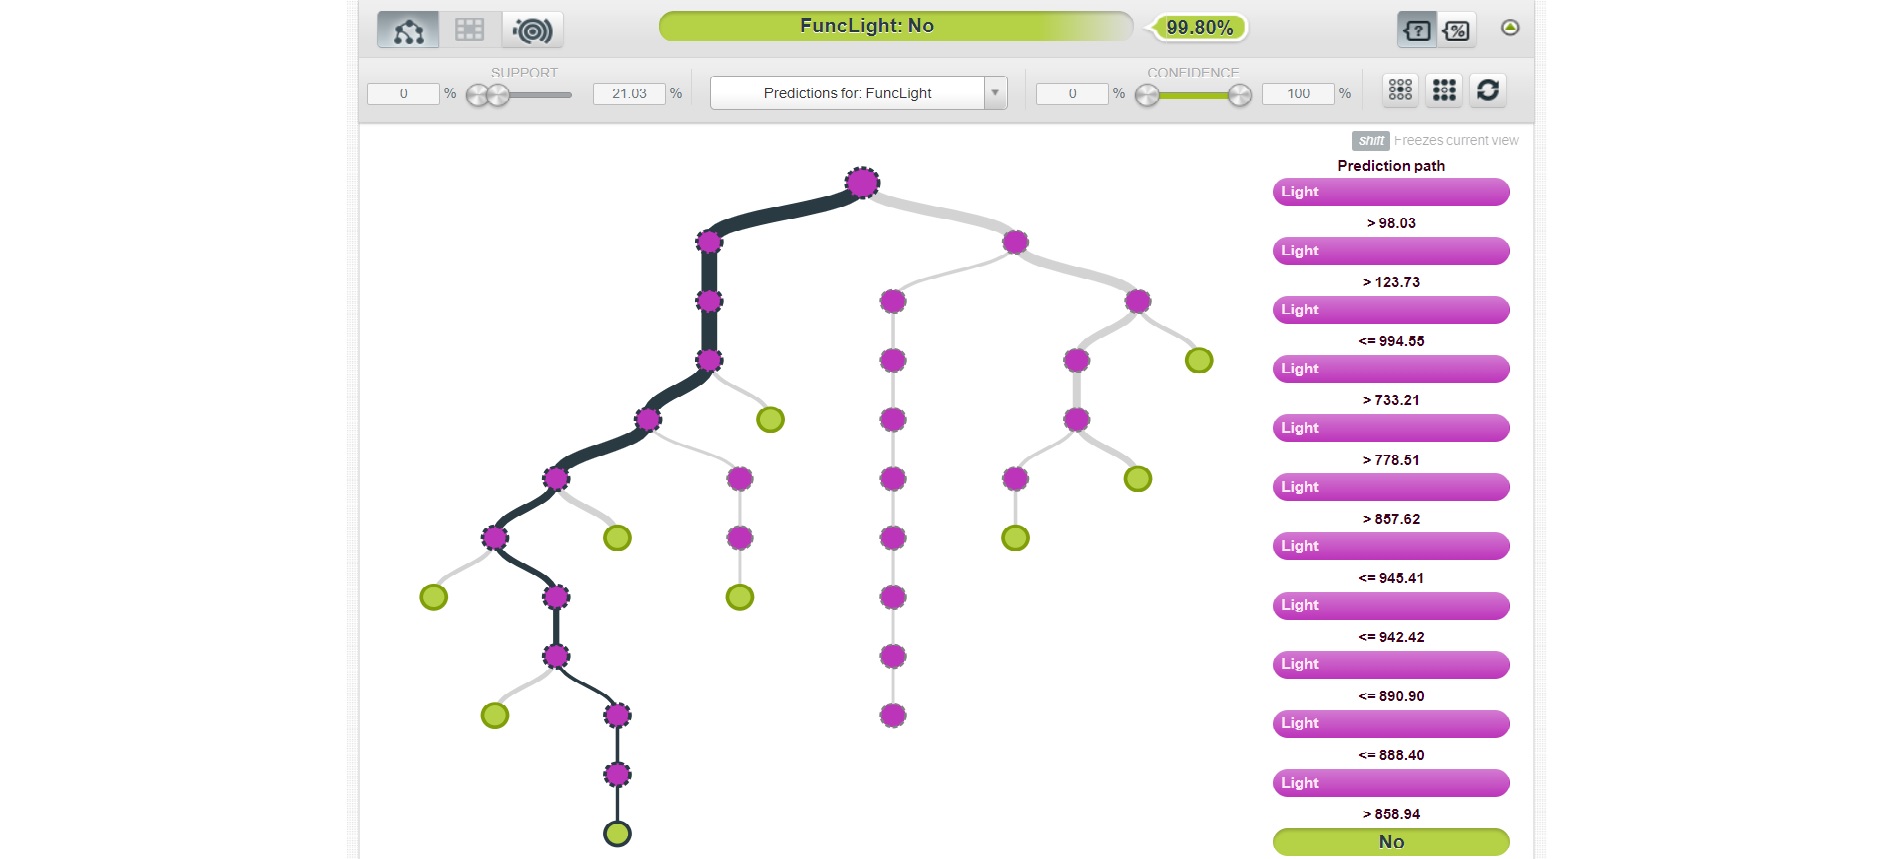 FuncLight: No
99.80%
?
%
SUPPORT
CONFIDENCE
0 %
21.03 %
Predictions for: FuncLight
0 %
100 %
shift Freezes current view
Prediction path
Light
> 98.03
Light
> 123.73
Light
<= 994.55
Light
> 733.21
Light
> 778.51
Light
> 857.62
Light
<= 945.41
Light
<= 942.42
Light
<= 890.90
Light
<= 888.40
Light
> 858.94
No